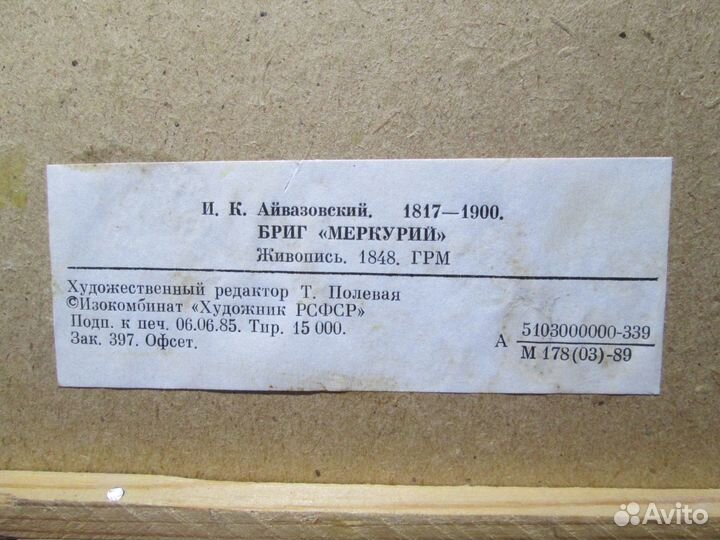 И. К. Айвазовский. 1817—1900.
БРИГ «МЕРКУРИЙ»
Живопись. 1848. ГРМ
Художественный редактор Т. Полевая
©Изокомбинат «Художник РСФСР»
Подп. к печ. 06.06.85. Тир. 15 000.
Зак. 397. Офсет.
А 5103000000-339
М 178(03)-89
Avito